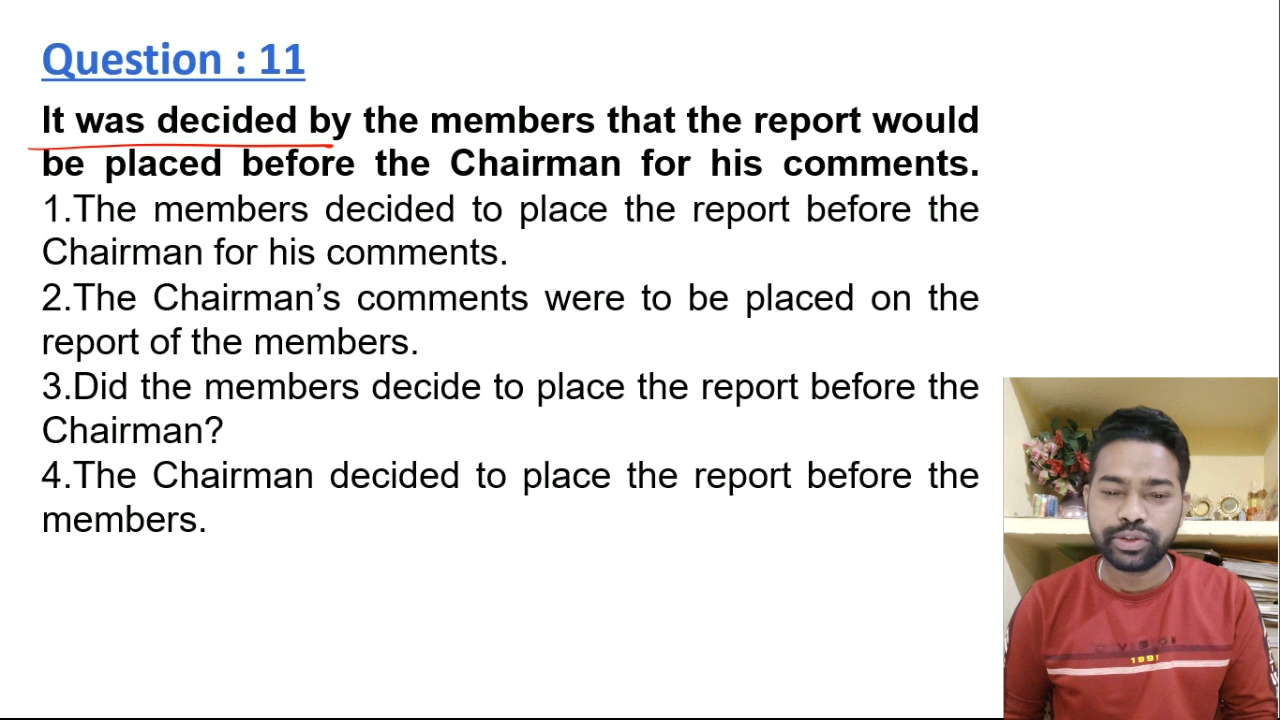 Question : 11
It was decided by the members that the report would
be placed before the Chairman for his comments.
1.The members decided to place the report before the
Chairman for his comments.
2.The Chairman’s comments were to be placed on the
report of the members.
3.Did the members decide to place the report before the
Chairman?
4.The Chairman decided to place the report before the
members.
1991